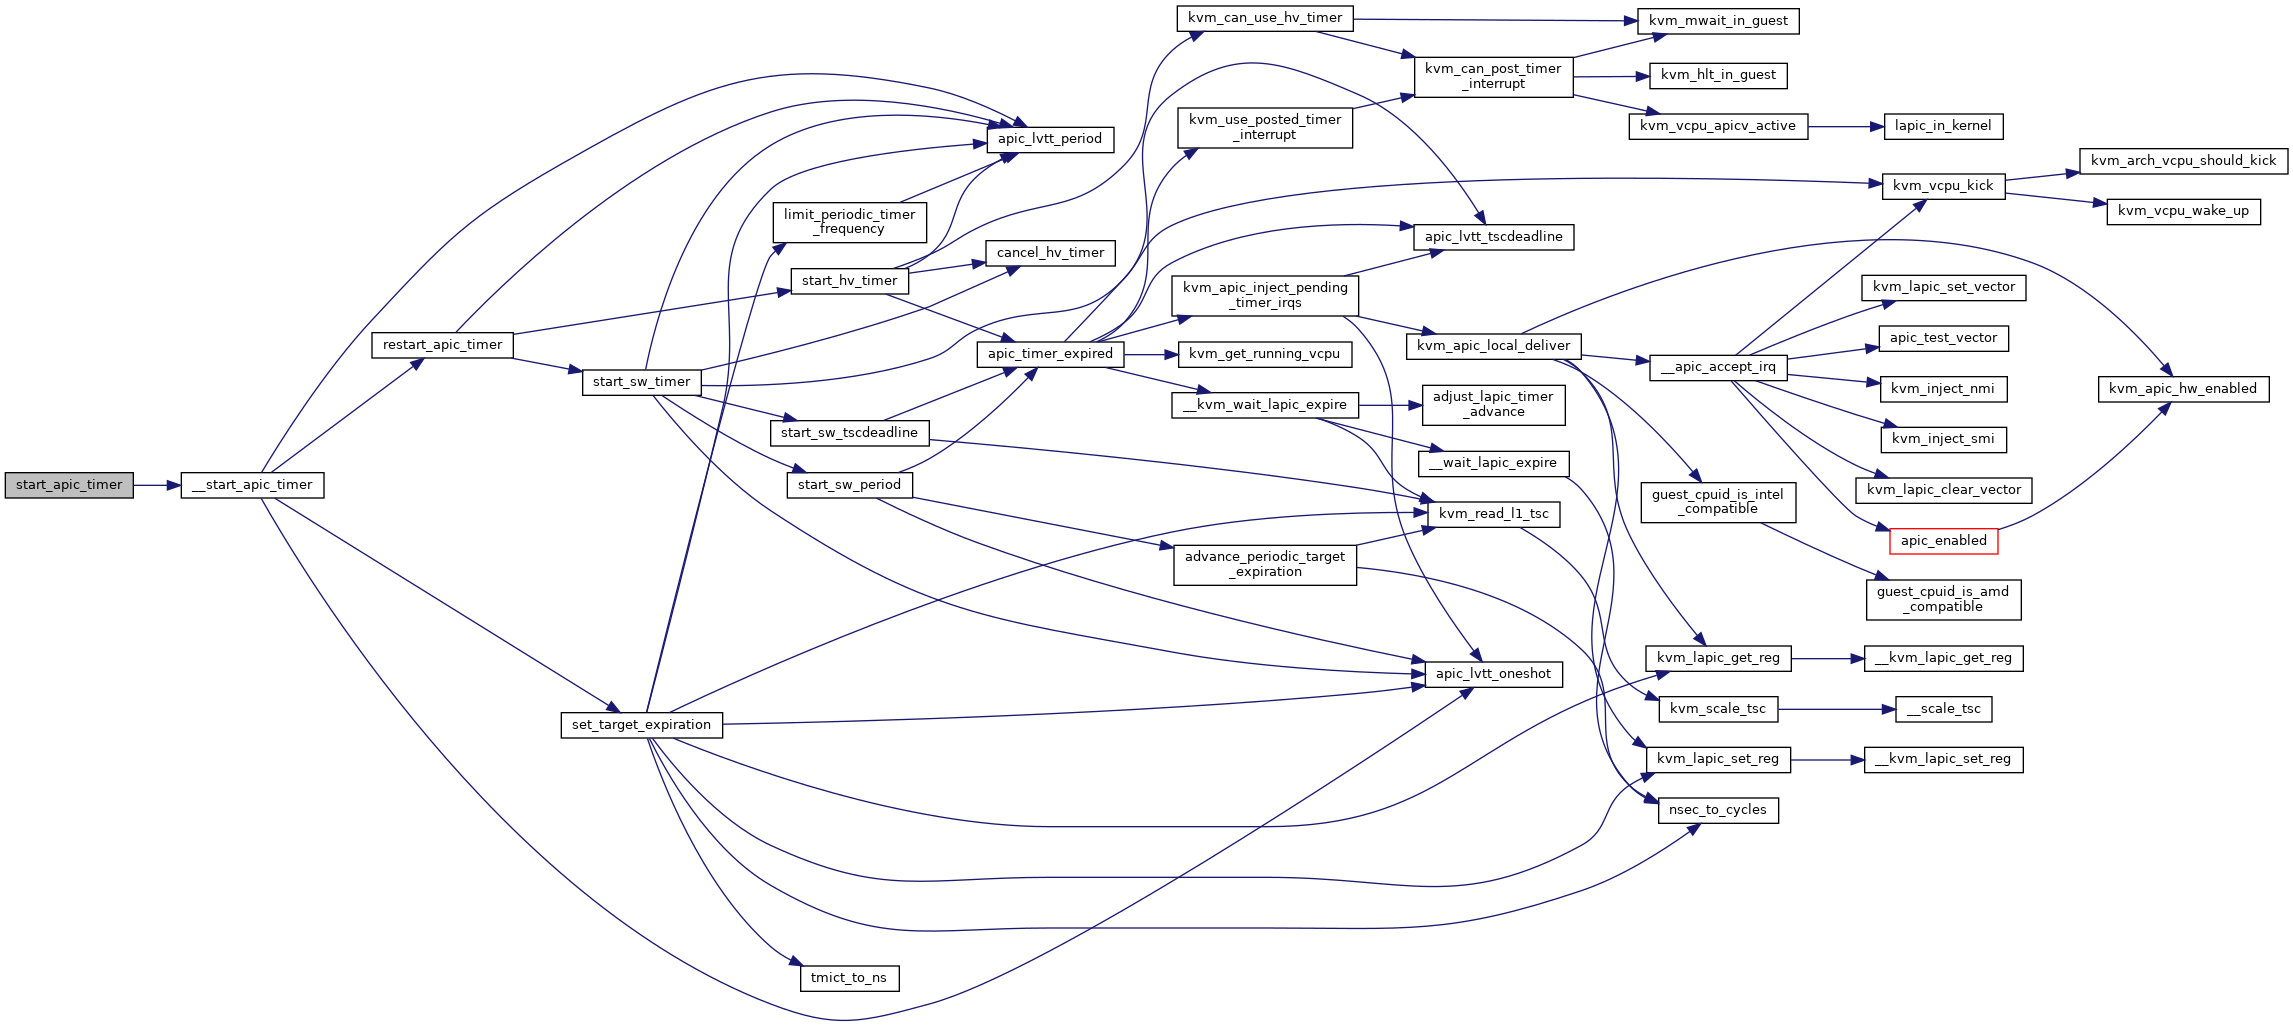 start_apic_timer
__start_apic_timer
restart_apic_timer
set_target_expiration
start_sw_timer
limit_periodic_timer
_frequency
start_hv_timer
start_sw_tscdeadline
start_sw_period
tmict_to_ns
apic_lvtt_period
cancel_hv_timer
apic_timer_expired
kvm_can_use_hv_timer
kvm_use_posted_timer
_interrupt
kvm_apic_inject_pending
_timer_irqs
kvm_get_running_vcpu
__kvm_wait_lapic_expire
advance_periodic_target
_expiration
kvm_can_post_timer
_interrupt
apic_lvtt_tscdeadline
kvm_apic_local_deliver
adjust_lapic_timer
_advance
__wait_lapic_expire
kvm_read_l1_tsc
apic_lvtt_oneshot
kvm_mwait_in_guest
kvm_hlt_in_guest
kvm_vcpu_apicv_active
__apic_accept_irq
guest_cpuid_is_intel
_compatible
kvm_lapic_get_reg
kvm_scale_tsc
kvm_lapic_set_reg
nsec_to_cycles
lapic_in_kernel
kvm_vcpu_kick
kvm_lapic_set_vector
apic_test_vector
kvm_inject_nmi
kvm_inject_smi
kvm_lapic_clear_vector
apic_enabled
guest_cpuid_is_amd
_compatible
__kvm_lapic_get_reg
__scale_tsc
__kvm_lapic_set_reg
kvm_arch_vcpu_should_kick
kvm_vcpu_wake_up
kvm_apic_hw_enabled